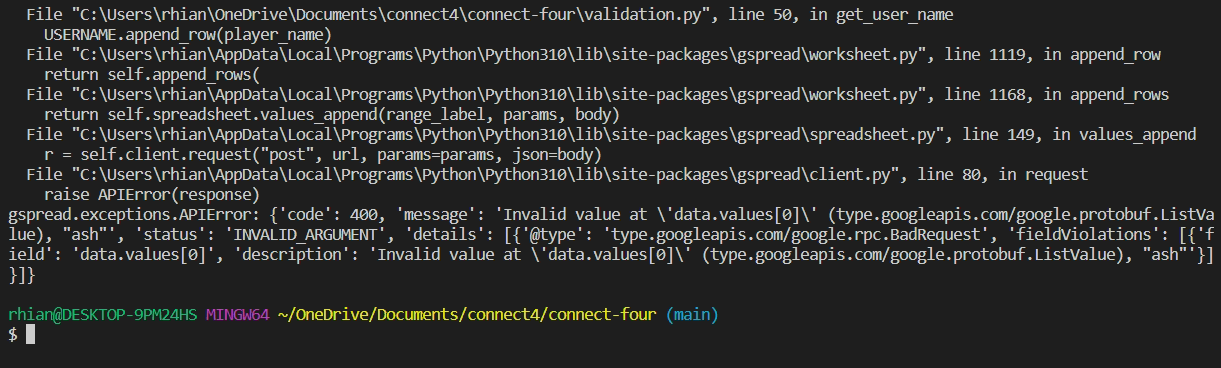 File "C:\Users\rhian\OneDrive\Documents\connect4\connect-four\validation.py", line 50, in get_user_name
USERNAME.append_row(player_name)
File "C:\Users\rhian\AppData\Local\Programs\Python\Python310\lib\site-packages\gspread\worksheet.py", line 1119, in append_row
return self.append_rows(
File "C:\Users\rhian\AppData\Local\Programs\Python\Python310\lib\site-packages\gspread\worksheet.py", line 1168, in append_rows
return self.spreadsheet.values_append(range_label, params, body)
File "C:\Users\rhian\AppData\Local\Programs\Python\Python310\lib\site-packages\gspread\spreadsheet.py", line 149, in values_append
r = self.client.request("post", url, params=params, json=body)
File "C:\Users\rhian\AppData\Local\Programs\Python\Python310\lib\site-packages\gspread\client.py", line 80, in request
raise APIError(response)
gspread.exceptions.APIError: {'code': 400, 'message': 'Invalid value at \'data.values[0]\' (type.googleapis.com/google.protobuf.ListVa
lue), "ash"', 'status': 'INVALID_ARGUMENT', 'details': [{'@type': 'type.googleapis.com/google.rpc.BadRequest', 'fieldViolations': [{'f
ield': 'data.values[0]', 'description': 'Invalid value at \'data.values[0]\' (type.googleapis.com/google.protobuf.ListValue), "ash"'}]
}]}
rhian@DESKTOP-9PM24HS MINGW64 ~/OneDrive/Documents/connect4/connect-four (main)
$